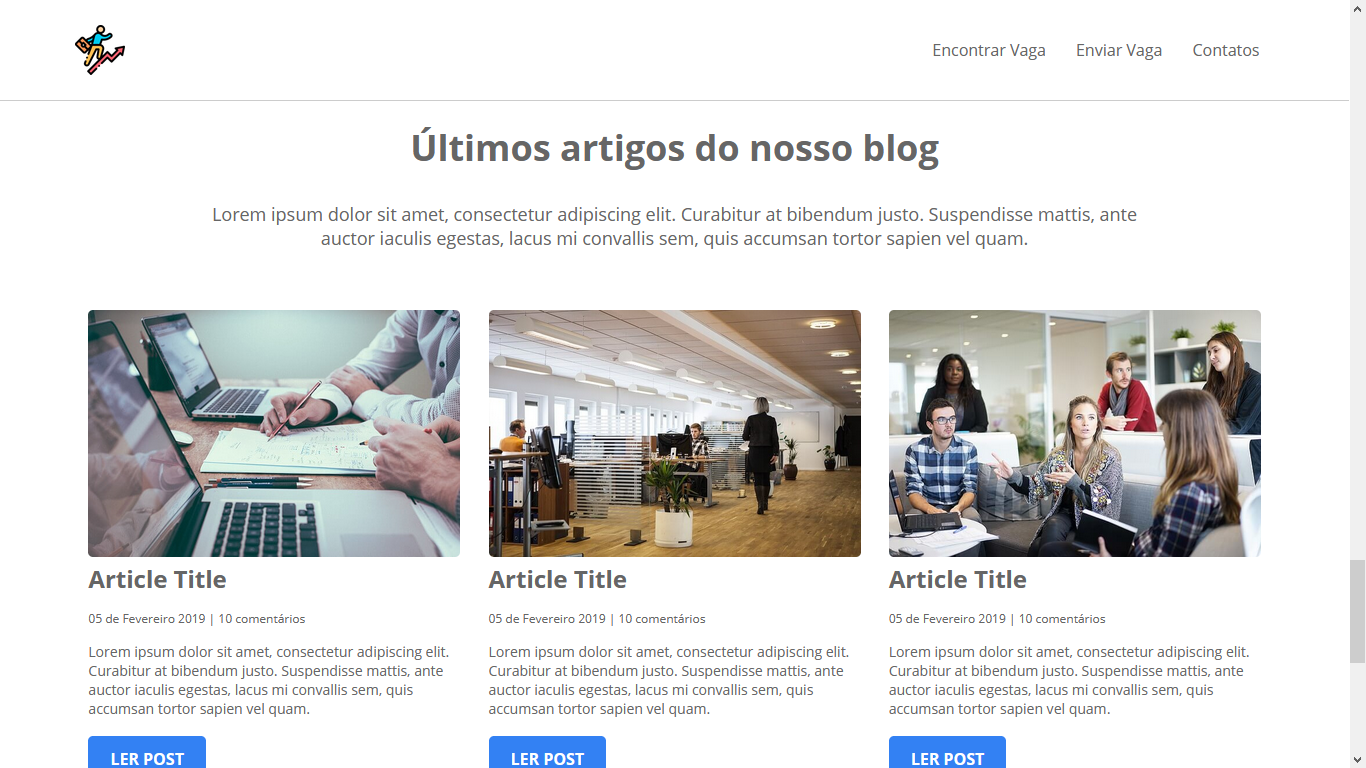 Encontrar Vaga Enviar Vaga Contatos
Últimos artigos do nosso blog
Lorem ipsum dolor sit amet, consectetur adipiscing elit. Curabitur at bibendum justo. Suspendisse mattis, ante
auctor iaculis egestas, lacus mi convallis sem, quis accumsan tortor sapien vel quam.
Article Title
05 de Fevereiro 2019 | 10 comentários
Lorem ipsum dolor sit amet, consectetur adipiscing elit.
Curabitur at bibendum justo. Suspendisse mattis, ante
auctor iaculis egestas, lacus mi convallis sem, quis
accumsan tortor sapien vel quam.
LER POST
Article Title
05 de Fevereiro 2019 | 10 comentários
Lorem ipsum dolor sit amet, consectetur adipiscing elit.
Curabitur at bibendum justo. Suspendisse mattis, ante
auctor iaculis egestas, lacus mi convallis sem, quis
accumsan tortor sapien vel quam.
LER POST
Article Title
05 de Fevereiro 2019 | 10 comentários
Lorem ipsum dolor sit amet, consectetur adipiscing elit.
Curabitur at bibendum justo. Suspendisse mattis, ante
auctor iaculis egestas, lacus mi convallis sem, quis
accumsan tortor sapien vel quam.
LER POST